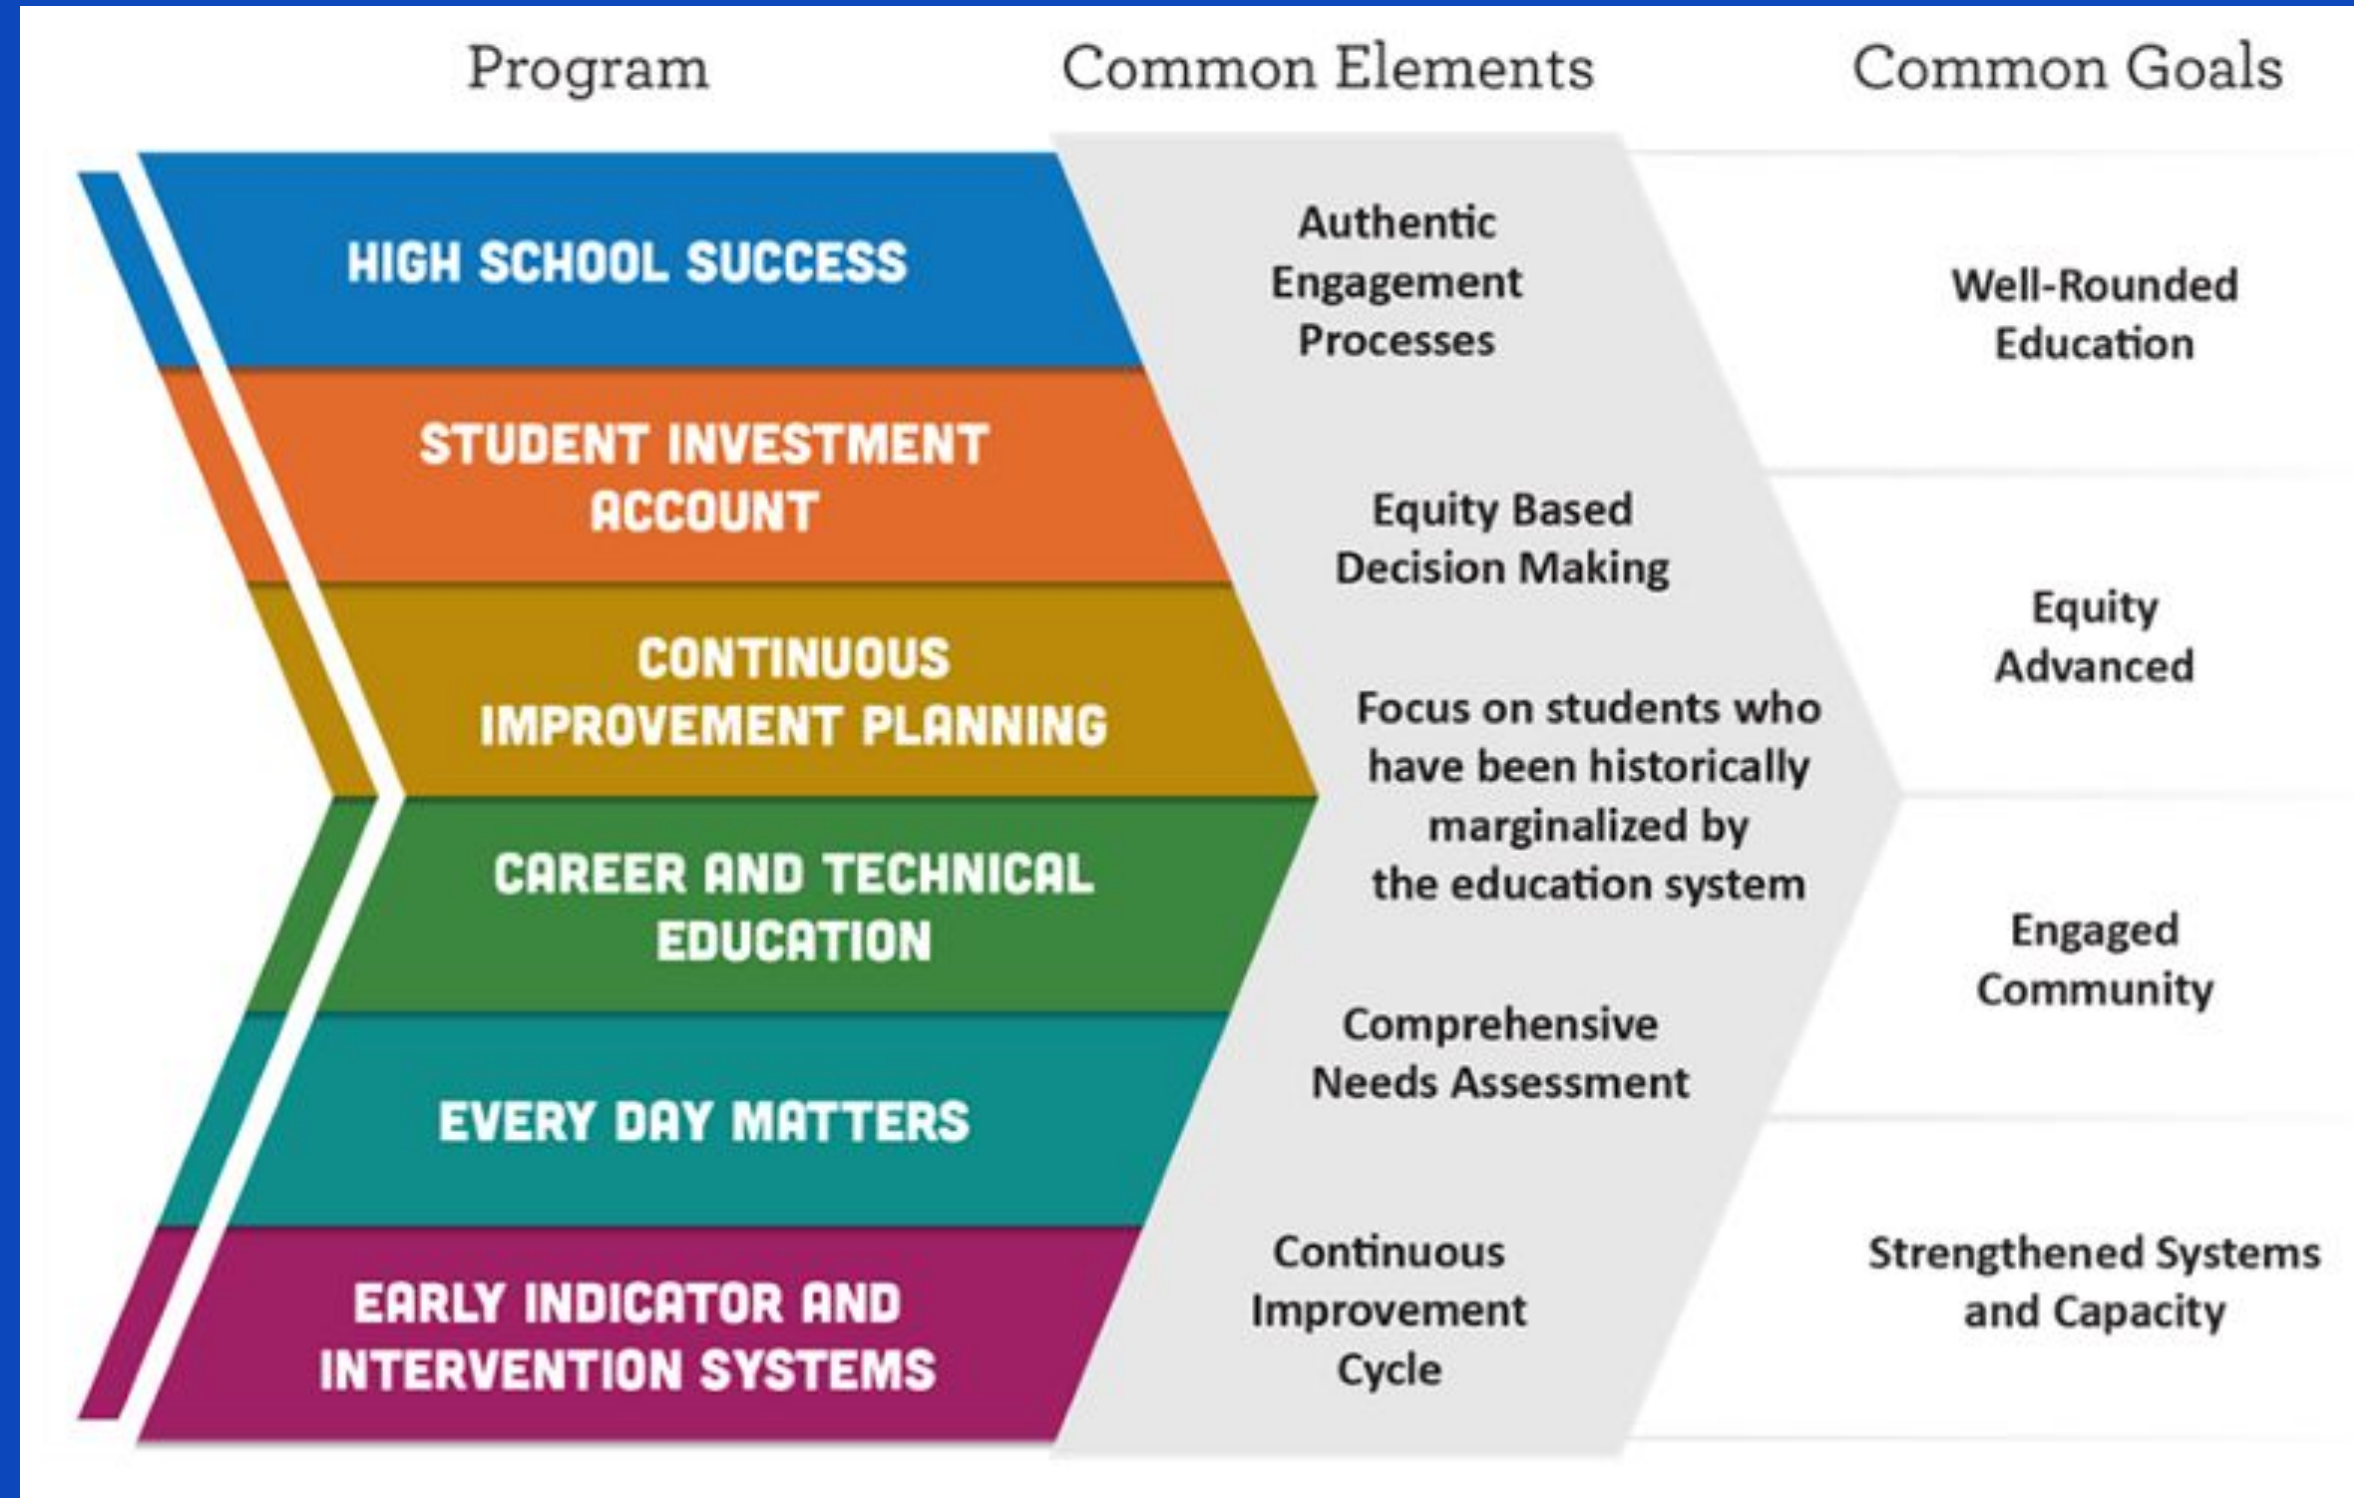 Program
Common Elements
Common Goals
HIGH SCHOOL SUCCESS
STUDENT INVESTMENT
ACCOUNT
CONTINUOUS
IMPROVEMENT PLANNING
CAREER AND TECHNICAL
EDUCATION
EVERY DAY MATTERS
EARLY INDICATOR AND
INTERVENTION SYSTEMS
Authentic
Engagement
Processes
Equity Based
Decision Making
Focus on students who
have been historically
marginalized by
the education system
Comprehensive
Needs Assessment
Continuous
Improvement
Cycle
Well-Rounded
Education
Equity
Advanced
Engaged
Community
Strengthened Systems
and Capacity